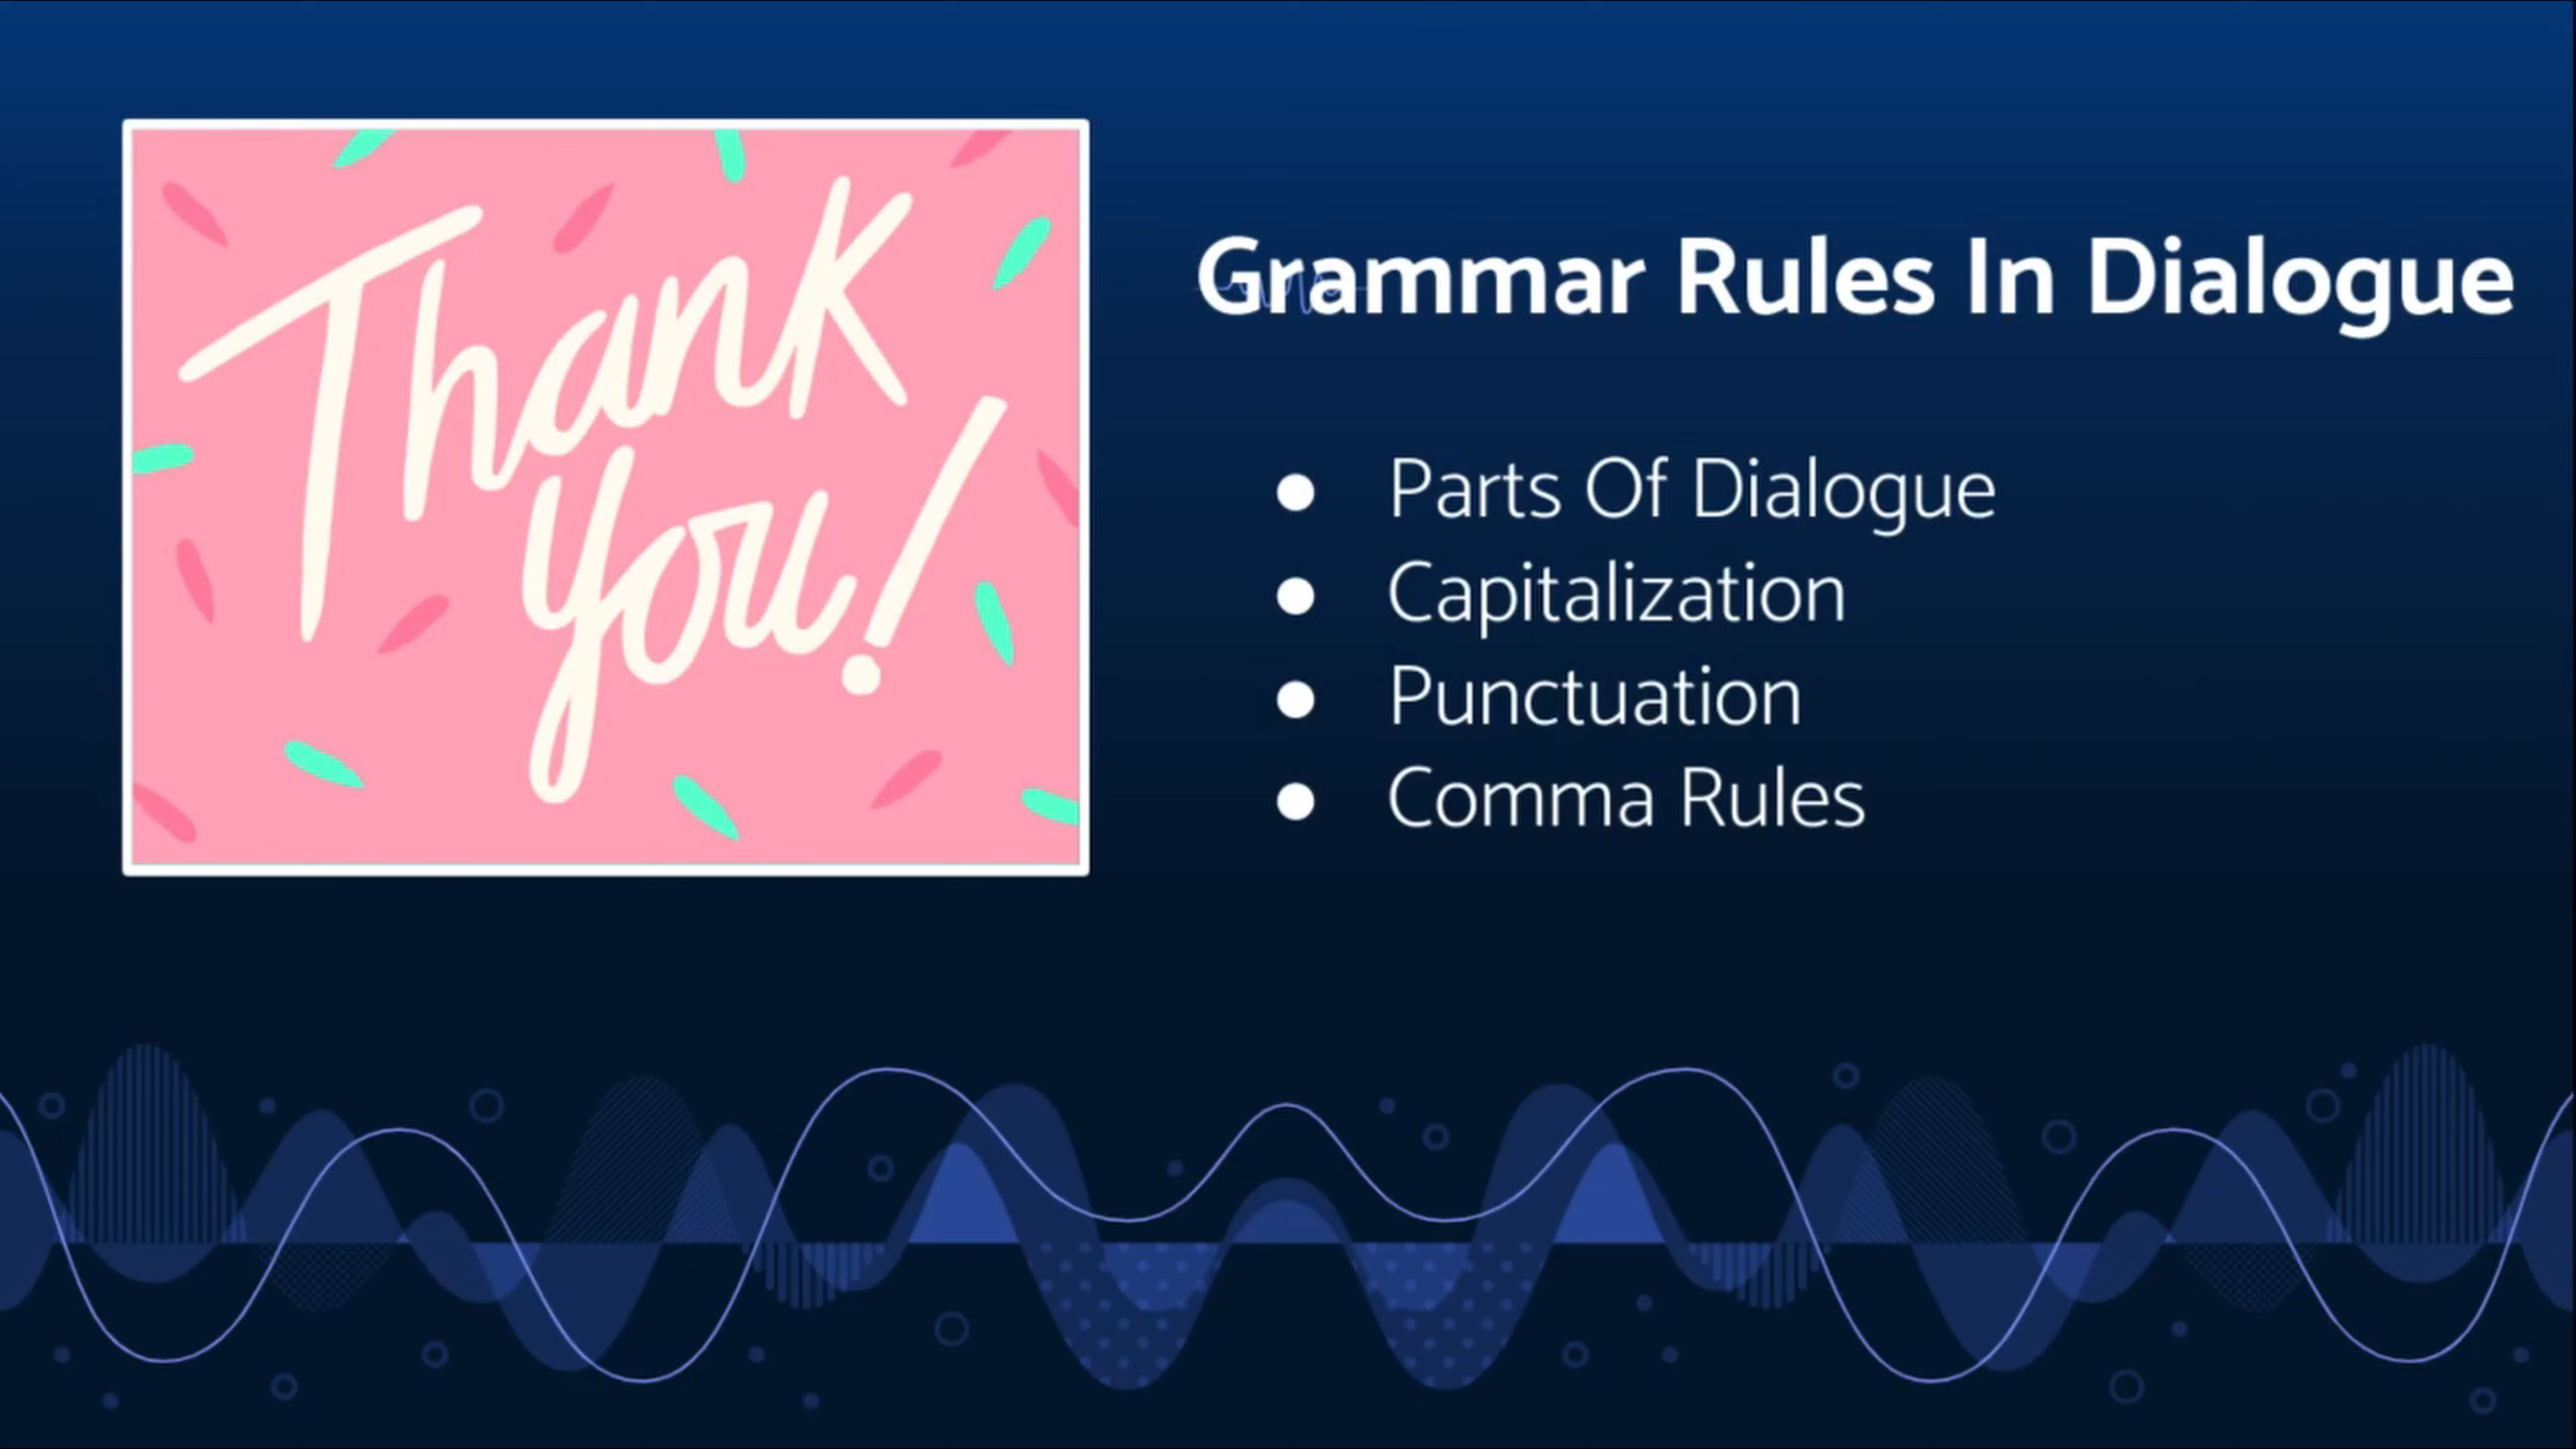 Thank
you!
Grammar Rules In Dialogue
● Parts Of Dialogue
● Capitalization
● Punctuation
● Comma Rules